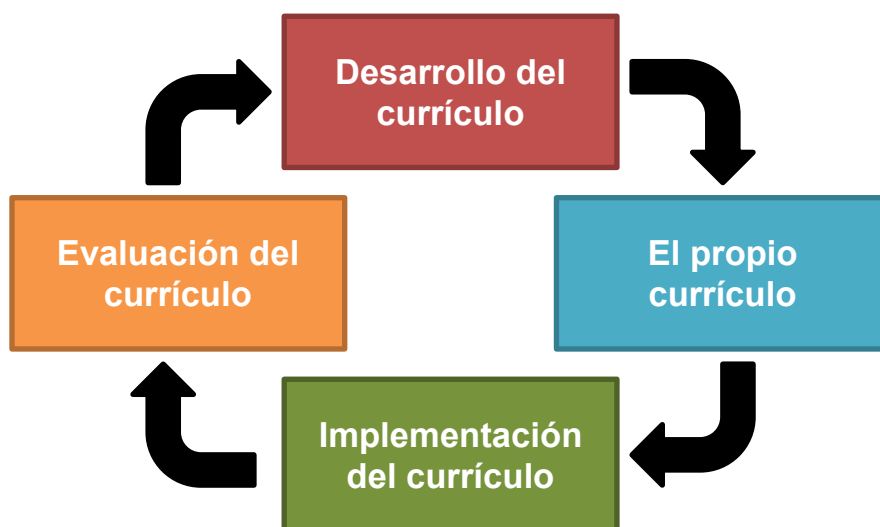 Desarrollo del
currículo
Evaluación del
currículo
El propio
currículo
Implementación
del currículo